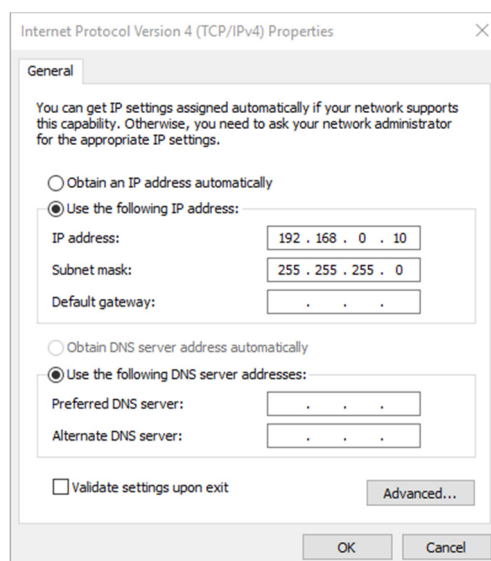 Internet Protocol Version 4 (TCP/IPv4) Properties
General
You can get IP settings assigned automatically if your network supports
this capability. Otherwise, you need to ask your network administrator
for the appropriate IP settings.
Obtain an IP address automatically
Use the following IP address:
IP address: 192 . 168 . 0 . 10
Subnet mask: 255 . 255 . 255 . 0
Default gateway: . . .
Obtain DNS server address automatically
Use the following DNS server addresses:
Preferred DNS server: . . .
Alternate DNS server: . . .
Validate settings upon exit Advanced...
OK Cancel